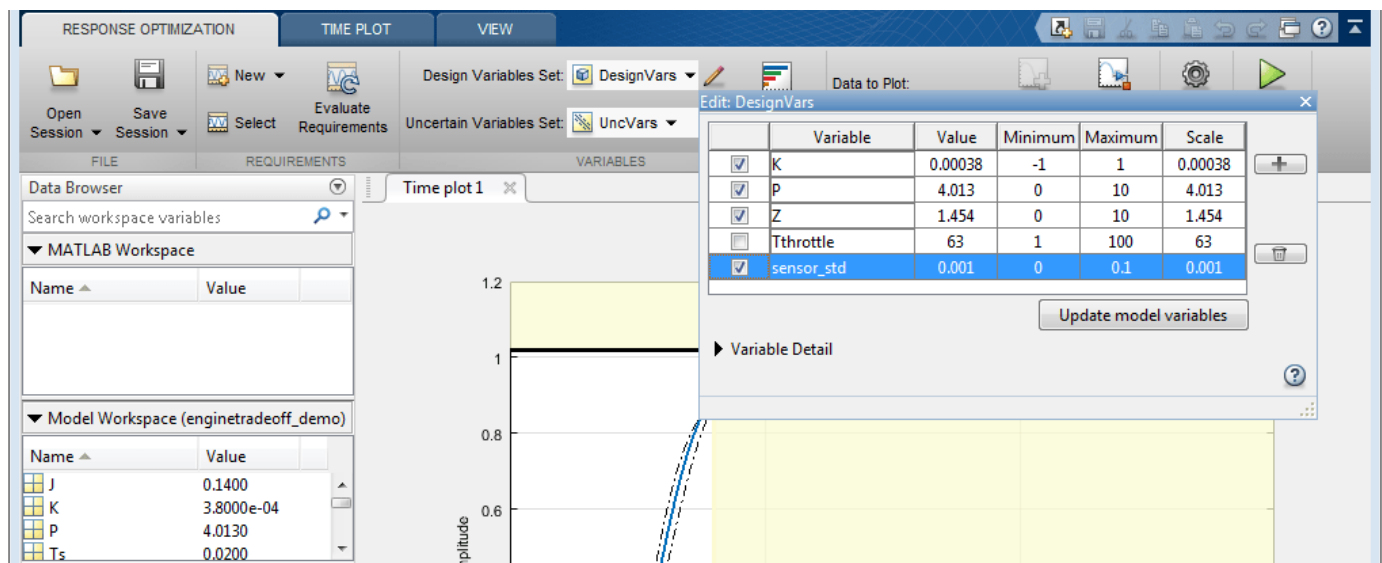 RESPONSE OPTIMIZATION TIME PLOT VIEW
New Design Variables Set: DesignVars Data to Plot:
Open Session Save Session Select Evaluate Requirements Uncertain Variables Set: UncVars
FILE REQUIREMENTS VARIABLES
Edit: DesignVars
Variable Value Minimum Maximum Scale
K 0.00038 -1 1 0.00038
P 4.013 0 10 4.013
Z 1.454 0 10 1.454
Tthrottle 63 1 100 63
sensor_std 0.001 0 0.1 0.001
Update model variables
Variable Detail
Data Browser
Search workspace variables
MATLAB Workspace
Name Value
Model Workspace (enginetradeoff_demo)
Name Value
J 0.1400
K 3.8000e-04
P 4.0130
Ts 0.0200
Time plot 1
1.2
1
0.8
0.6